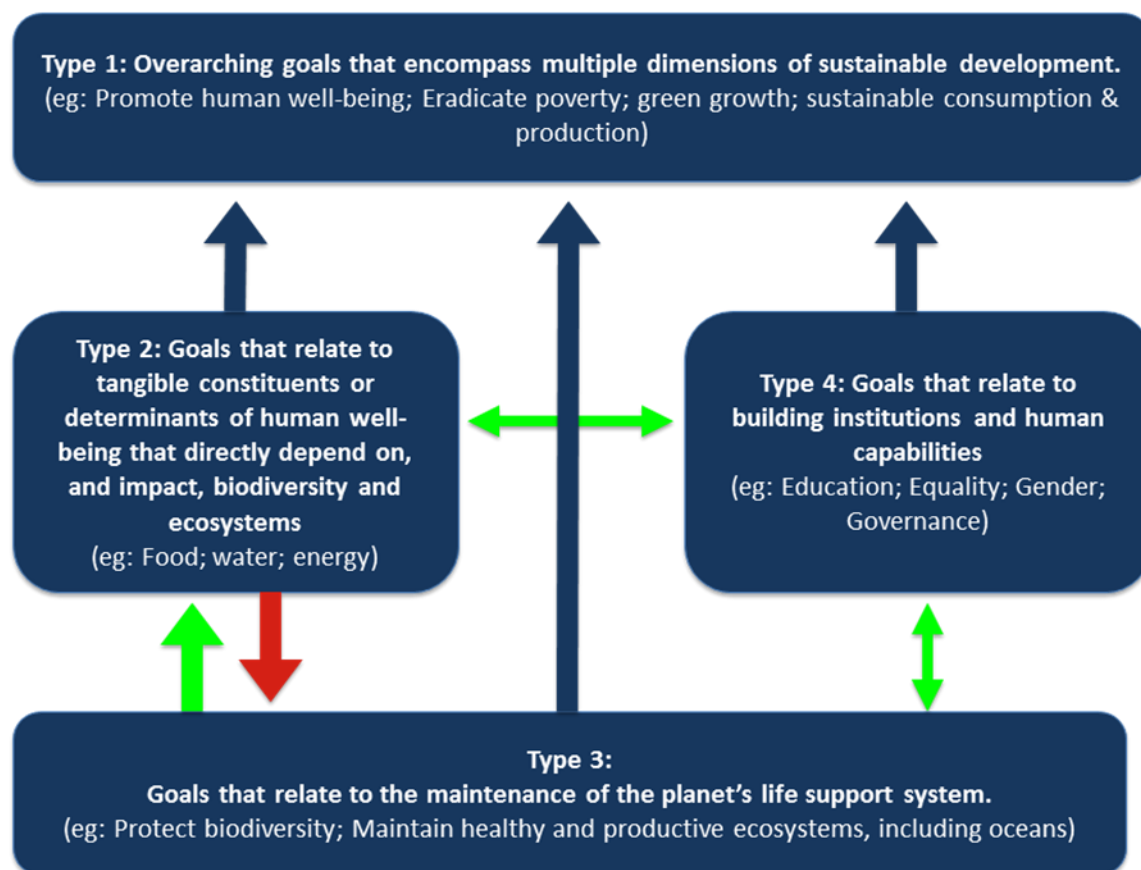 Type 1: Overarching goals that encompass multiple dimensions of sustainable development.
(eg: Promote human well-being; Eradicate poverty; green growth; sustainable consumption &
production)
Type 2: Goals that relate to
tangible constituents or
determinants of human well-
being that directly depend on,
and impact, biodiversity and
ecosystems
(eg: Food; water; energy)
Type 4: Goals that relate to
building institutions and human
capabilities
(eg: Education; Equality; Gender;
Governance)
Type 3:
Goals that relate to the maintenance of the planet's life support system.
(eg: Protect biodiversity; Maintain healthy and productive ecosystems, including oceans)